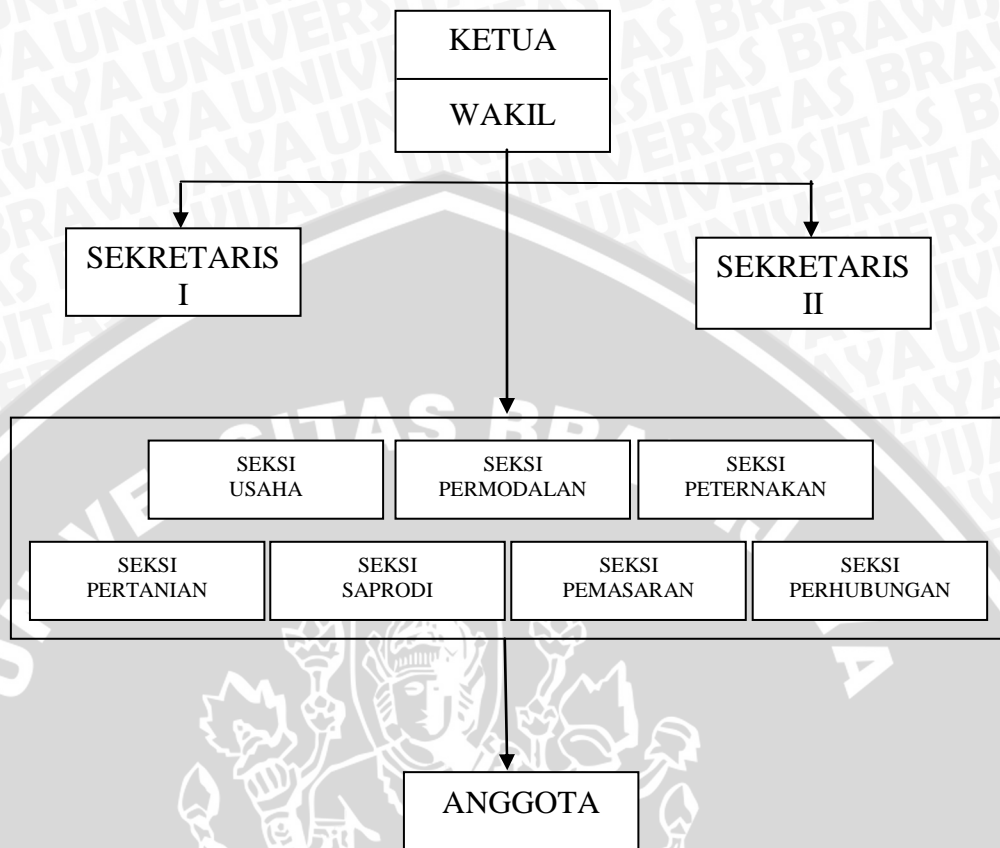 KETUA
WAKIL
SEKRETARIS
I
SEKRETARIS
II
SEKSI
USAHA
SEKSI
PERMODALAN
SEKSI
PETERNAKAN
SEKSI
PERTANIAN
SEKSI
SAPRODI
SEKSI
PEMASARAN
SEKSI
PERHUBUNGAN
ANGGOTA